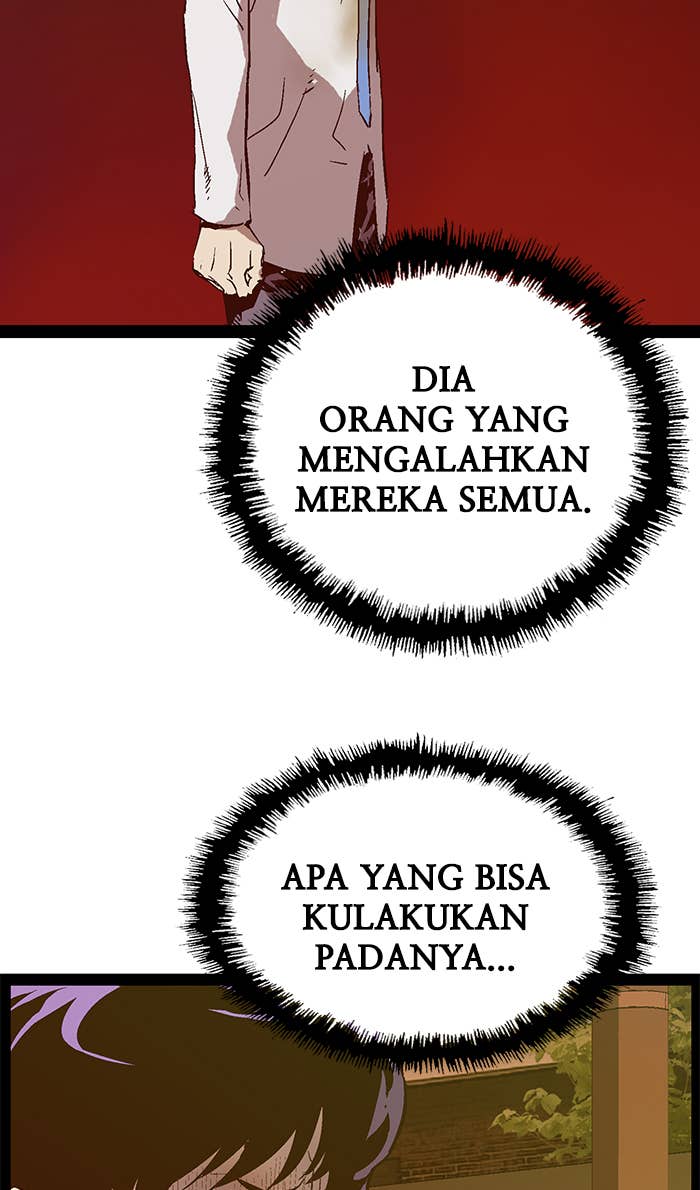 DIA
ORANG YANG
MENGALAHKAN
MEREKA SEMUA.
APA YANG BISA
KULAKUKAN
PADANYA...